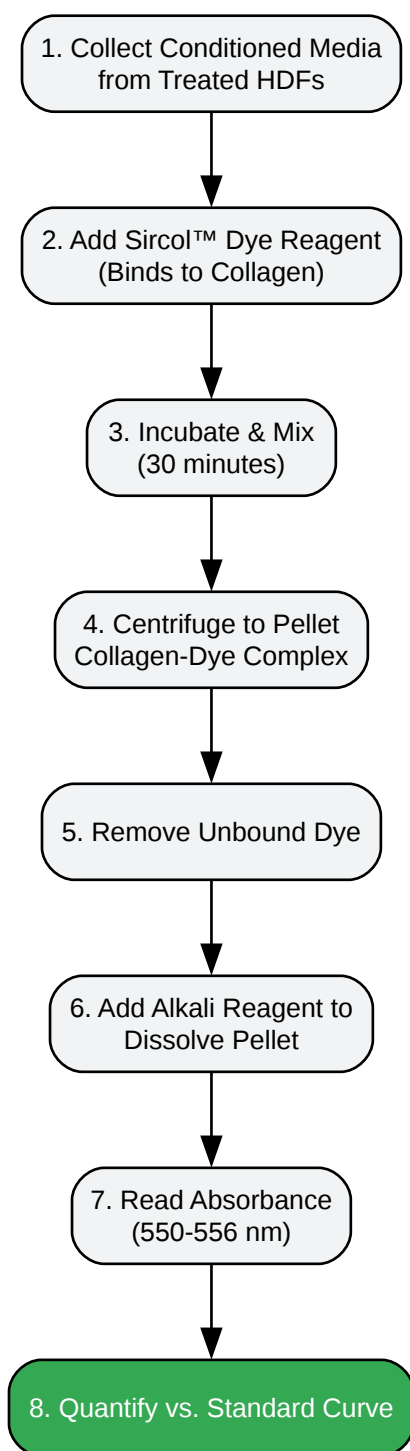 1. Collect Conditioned Media
from Treated HDFs
2. Add Sircol™ Dye Reagent
(Binds to Collagen)
3. Incubate & Mix
(30 minutes)
4. Centrifuge to Pellet
Collagen-Dye Complex
5. Remove Unbound Dye
6. Add Alkali Reagent to
Dissolve Pellet
7. Read Absorbance
(550-556 nm)
8. Quantify vs. Standard Curve